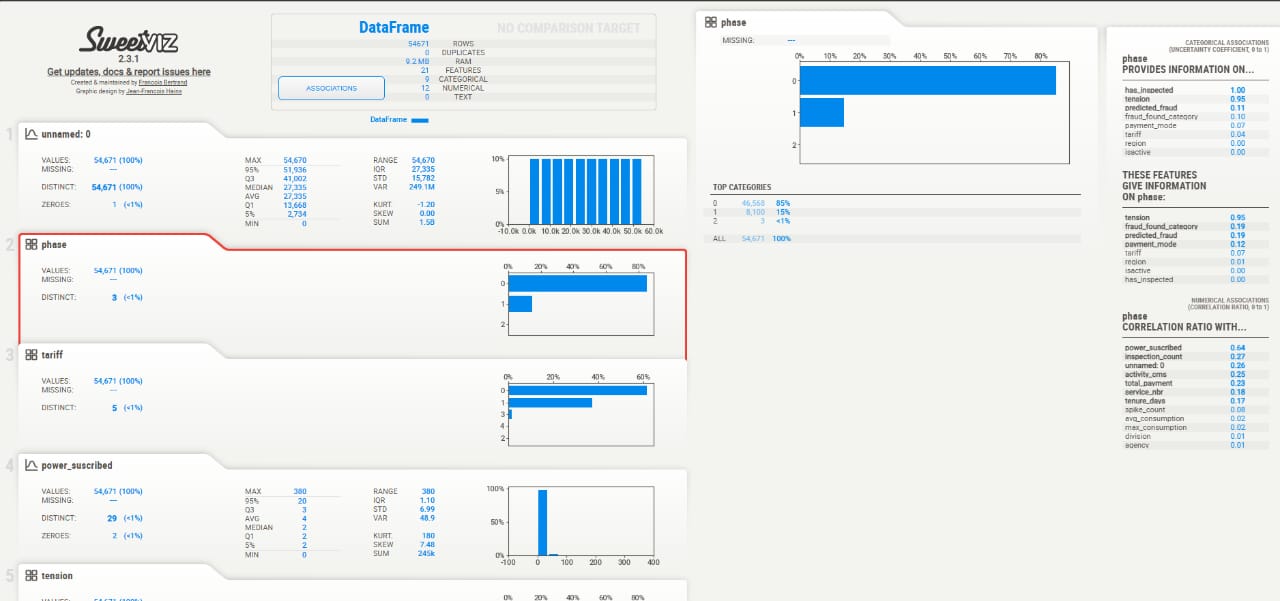 SweetVIZ
2.3.1
Get updates, docs & report issues here
Created & maintained by Francois Bertrand
Graphic design by Jean-Francois Hains
DataFrame
NO COMPARISON TARGET
54671 ROWS
0 DUPLICATES
9.2 MB RAM
21 FEATURES
9 CATEGORICAL
12 NUMERICAL
0 TEXT
ASSOCIATIONS
DataFrame
1 unnamed: 0
VALUES: 54,671 (100%)
MISSING: ---
DISTINCT: 54,671 (100%)
ZEROES: 1 (<1%)
MAX 54,670
95% 51,936
Q3 41,002
MEDIAN 27,335
AVG 27,335
Q1 13,668
5% 2,734
MIN 0
RANGE 54,670
IQR 27,335
STD 15,782
VAR 249.1M
KURT. -1.20
SKEW 0.00
SUM 1.5B
10%
5%
0%
-10.0k 0.0k 10.0k 20.0k 30.0k 40.0k 50.0k 60.0k
2 phase
VALUES: 54,671 (100%)
MISSING: ---
DISTINCT: 3 (<1%)
0% 20% 40% 60% 80%
0
1
2
3 tariff
VALUES: 54,671 (100%)
MISSING: ---
DISTINCT: 5 (<1%)
0% 20% 40% 60%
0
1
3
4
2
4 power_suscribed
VALUES: 54,671 (100%)
MISSING: ---
DISTINCT: 29 (<1%)
ZEROES: 2 (<1%)
MAX 380
95% 20
Q3 3
AVG 4
MEDIAN 2
Q1 2
5% 2
MIN 0
RANGE 380
IQR 1.10
STD 6.99
VAR 48.9
KURT. 180
SKEW 7.48
SUM 245k
100%
50%
0%
-100 0 100 200 300 400
5 tension
VALUES: 54,671 (100%)
0% 20% 40% 60% 80%
phase
MISSING: ---
0% 10% 20% 30% 40% 50% 60% 70% 80%
0
1
2
TOP CATEGORIES
0 46,568 85%
1 8,100 15%
2 3 <1%
ALL 54,671 100%
CATEGORICAL ASSOCIATIONS
(UNCERTAINTY COEFFICIENT, 0 to 1)
phase
PROVIDES INFORMATION ON...
has_inspected 1.00
tension 0.95
predicted_fraud 0.11
fraud_found_category 0.10
payment_mode 0.07
tariff 0.04
region 0.00
isactive 0.00
THESE FEATURES
GIVE INFORMATION
ON phase:
tension 0.95
fraud_found_category 0.19
predicted_fraud 0.19
payment_mode 0.12
tariff 0.07
region 0.01
isactive 0.00
has_inspected 0.00
NUMERICAL ASSOCIATIONS
(CORRELATION RATIO, 0 to 1)
phase
CORRELATION RATIO WITH...
power_suscribed 0.64
inspection_count 0.27
unnamed: 0 0.26
activity_cms 0.25
total_payment 0.23
service_nbr 0.18
tenure_days 0.17
spike_count 0.08
avg_consumption 0.02
max_consumption 0.02
division 0.01
agency 0.01